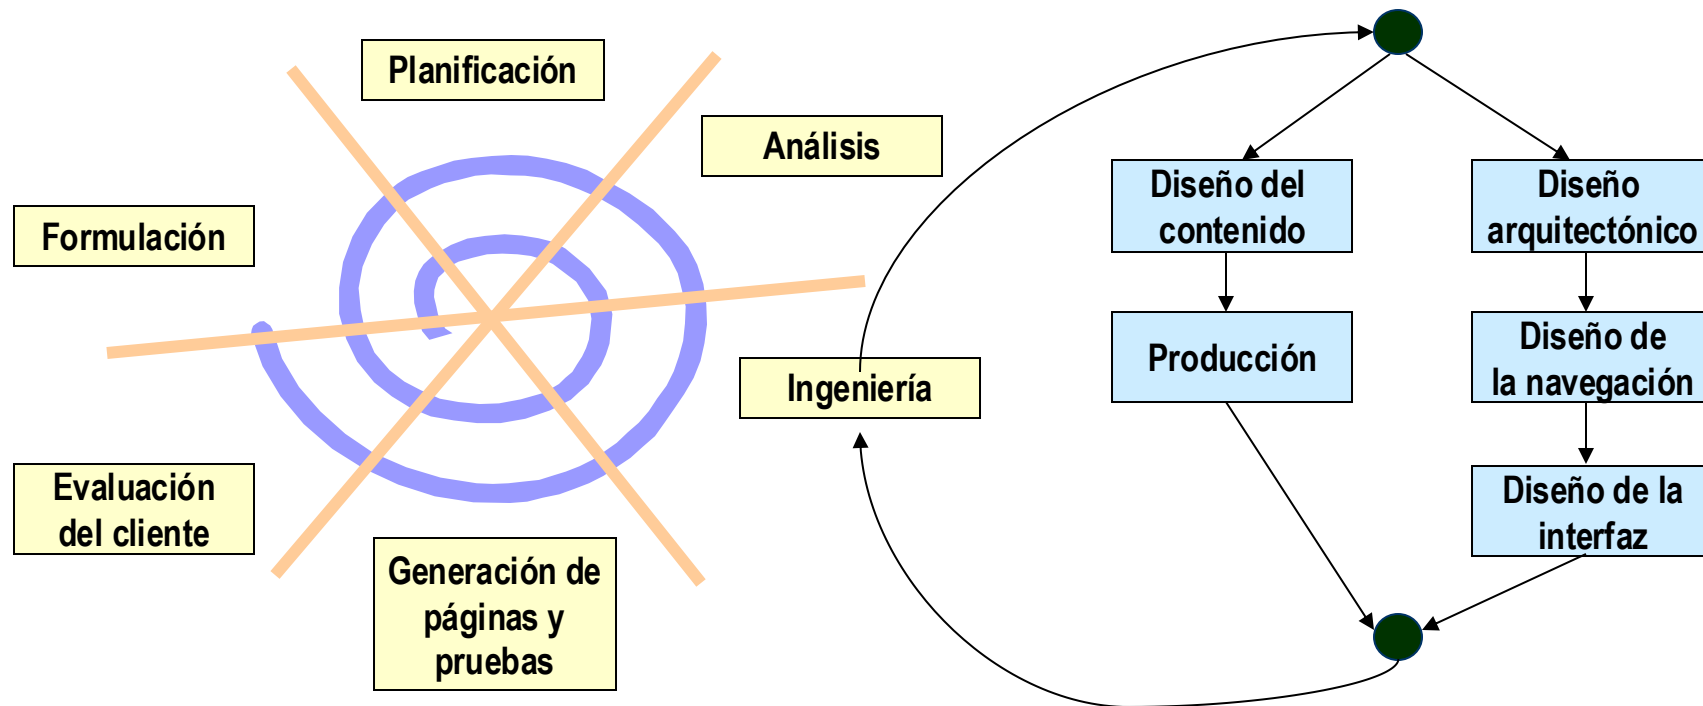 Planificación
Análisis
Formulación
Ingeniería
Evaluación
del cliente
Generación de
páginas y
pruebas
Diseño del
contenido
Producción
Diseño
arquitectónico
Diseño de
la navegación
Diseño de la
interfaz